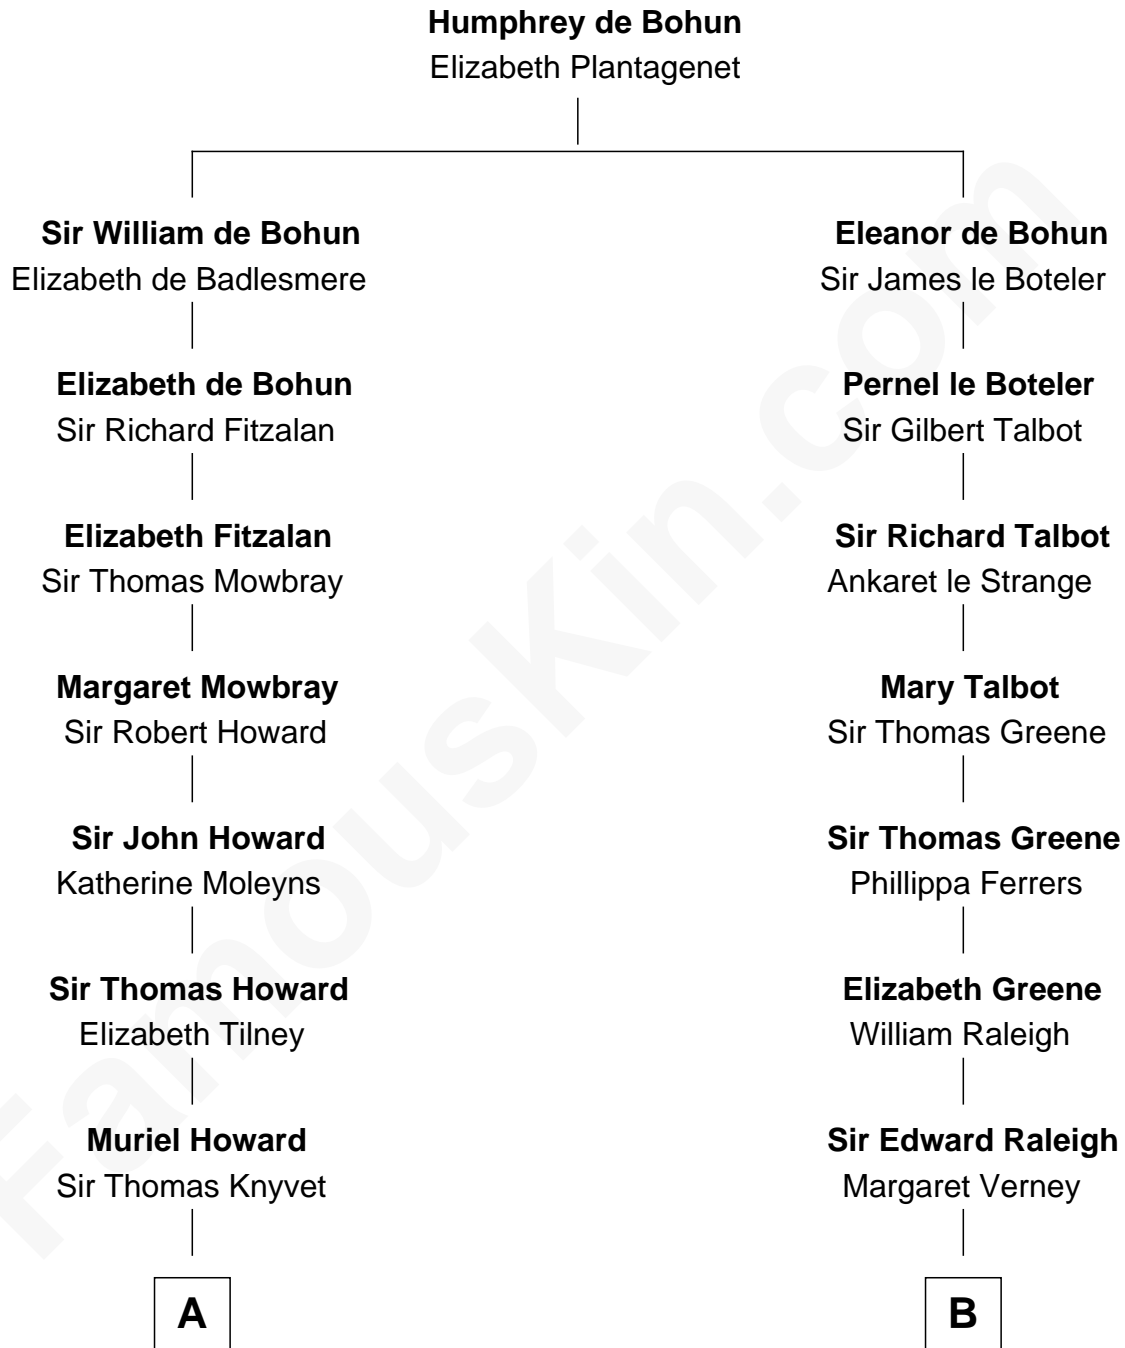 Humphrey de Bohun
Elizabeth Plantagenet
Sir William de Bohun
Elizabeth de Badlesmere
Elizabeth de Bohun
Sir Richard Fitzalan
Elizabeth Fitzalan
Sir Thomas Mowbray
Margaret Mowbray
Sir Robert Howard
Sir John Howard
Katherine Moleyns
Sir Thomas Howard
Elizabeth Tilney
Muriel Howard
Sir Thomas Knyvet
A
Eleanor de Bohun
Sir James le Boteler
Pernel le Boteler
Sir Gilbert Talbot
Sir Richard Talbot
Ankaret le Strange
Mary Talbot
Sir Thomas Greene
Sir Thomas Greene
Phillippa Ferrers
Elizabeth Greene
William Raleigh
Sir Edward Raleigh
Margaret Verney
B
FamousKin.com